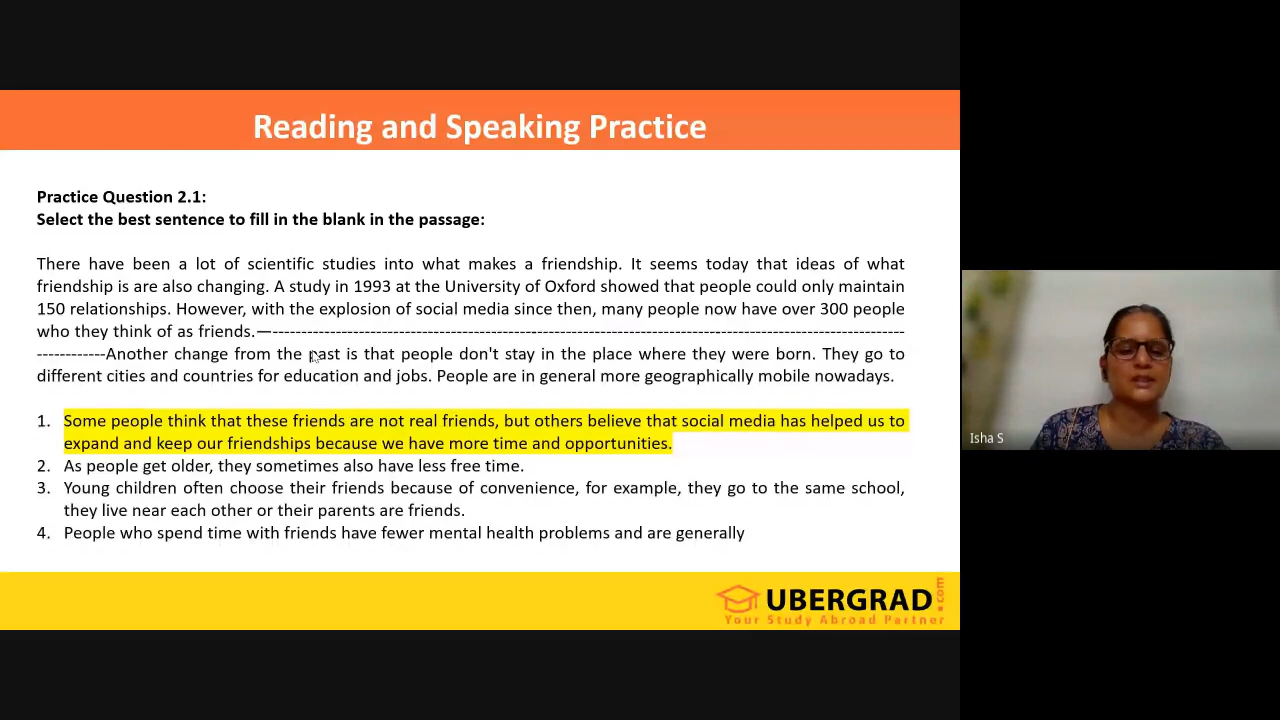 Reading and Speaking Practice
Practice Question 2.1:
Select the best sentence to fill in the blank in the passage:
There have been a lot of scientific studies into what makes a friendship. It seems today that ideas of what
friendship is are also changing. A study in 1993 at the University of Oxford showed that people could only maintain
150 relationships. However, with the explosion of social media since then, many people now have over 300 people
who they think of as friends.—--------------------------------------------------------------------------------------------------------------
------------Another change from the past is that people don't stay in the place where they were born. They go to
different cities and countries for education and jobs. People are in general more geographically mobile nowadays.
1. Some people think that these friends are not real friends, but others believe that social media has helped us to
expand and keep our friendships because we have more time and opportunities.
2. As people get older, they sometimes also have less free time.
3. Young children often choose their friends because of convenience, for example, they go to the same school,
they live near each other or their parents are friends.
4. People who spend time with friends have fewer mental health problems and are generally
Isha S
UBERGRAD.com
Your Study Abroad Partner